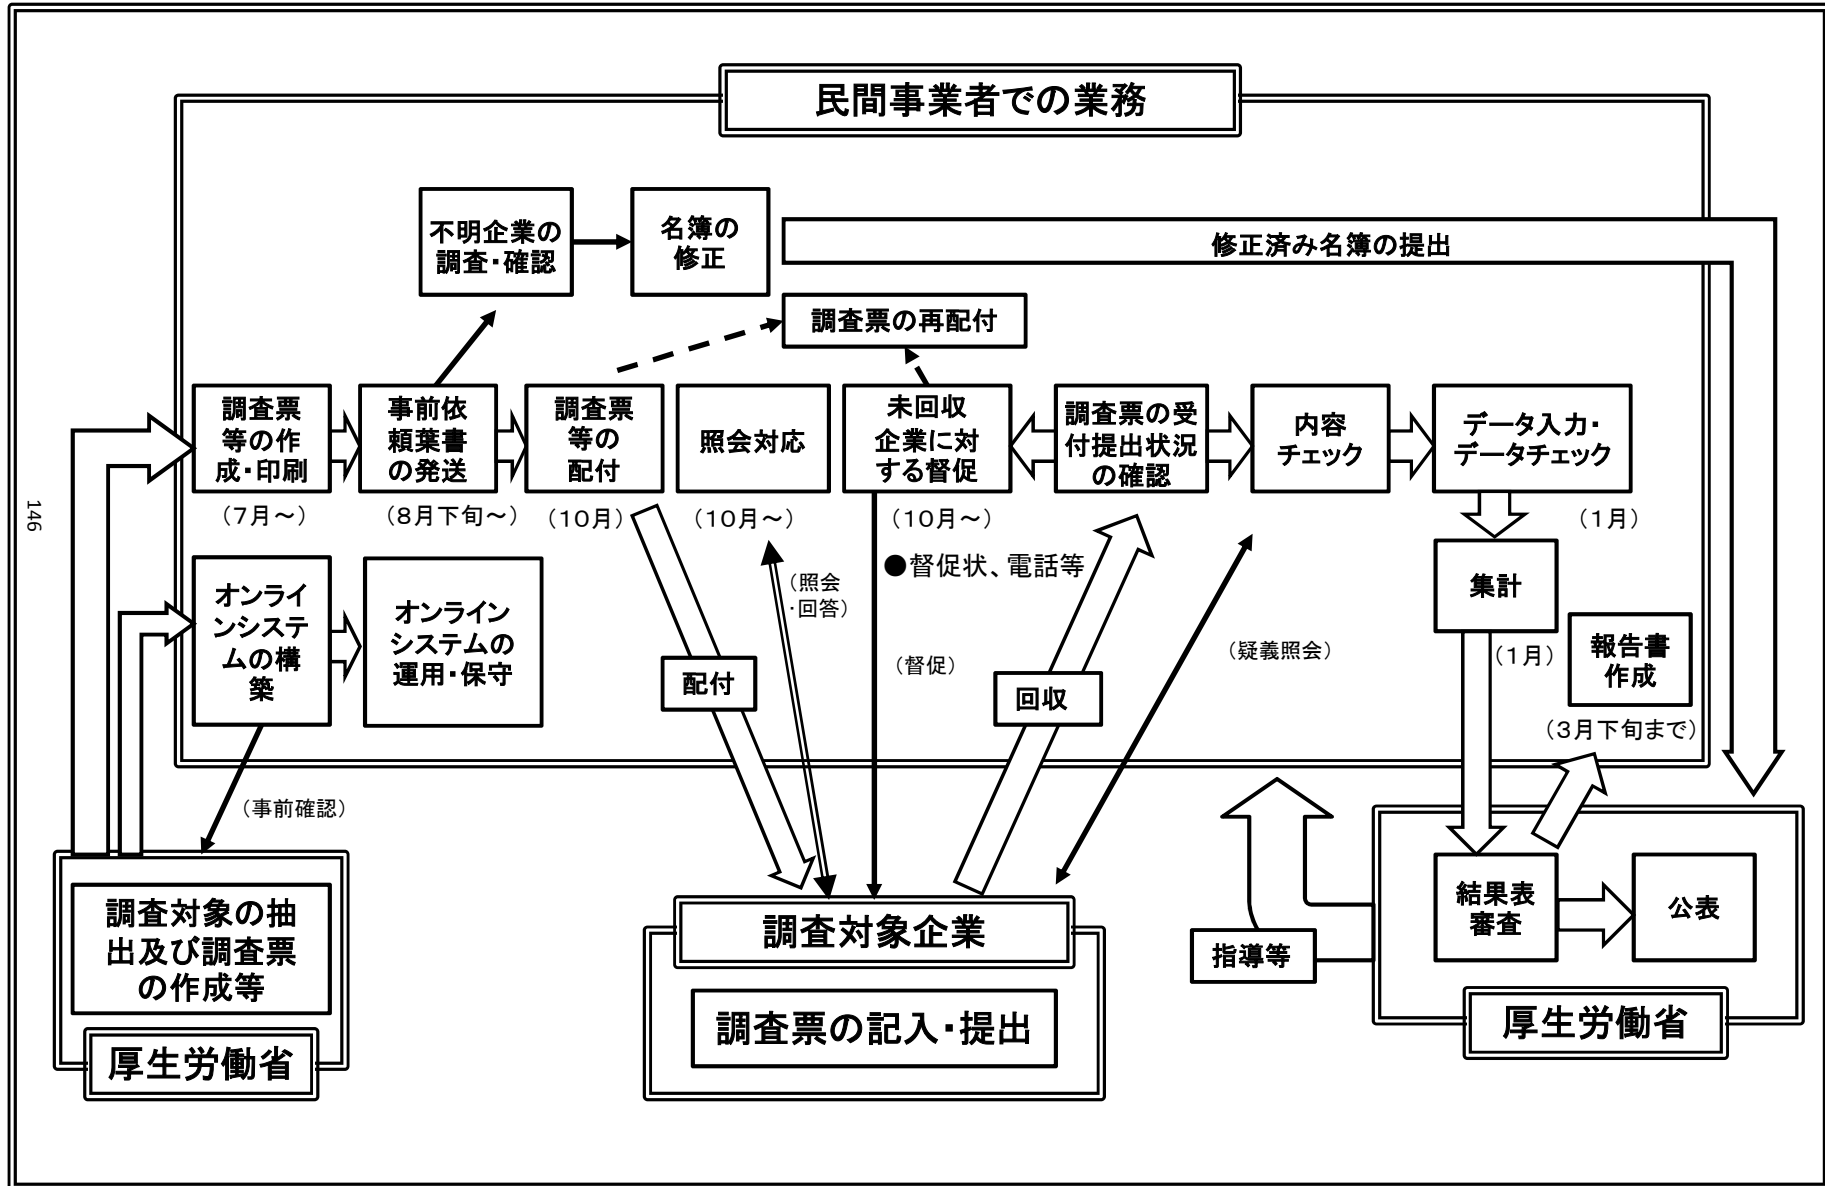 民間事業者での業務
不明企業の
調査・確認
名簿の
修正
修正済み名簿の提出
調査票の再配付
調査票
等の作
成・印刷
(7月～)
事前依
頼葉書
の発送
(8月下旬～)
調査票
等の
配付
(10月)
照会対応
(10月～)
未回収
企業に対
する督促
(10月～)
調査票の受
付提出状況
の確認
内容
チェック
データ入力・
データチェック
(1月)
146
オンライ
ンシステ
ムの構
築
オンライン
システムの
運用・保守
(照会
・回答)
●督促状、電話等
集計
(1月)
報告書
作成
(3月下旬まで)
配付
(督促)
回収
(疑義照会)
(事前確認)
調査対象の抽
出及び調査票
の作成等
厚生労働省
調査対象企業
調査票の記入・提出
指導等
結果表
審査
公表
厚生労働省